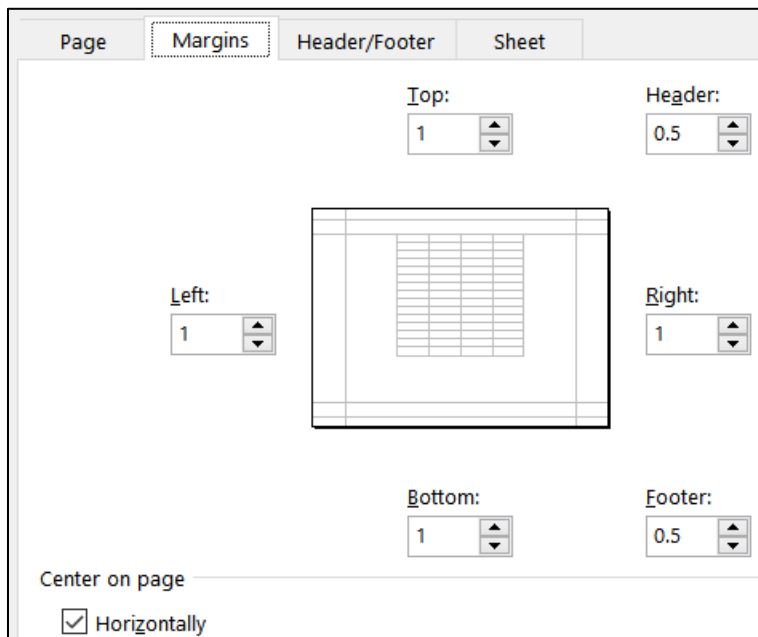 Page Margins Header/Footer Sheet
Top: Header:
1 0.5
Left: Right:
1 1
Bottom: Footer:
1 0.5
Center on page
Horizontally